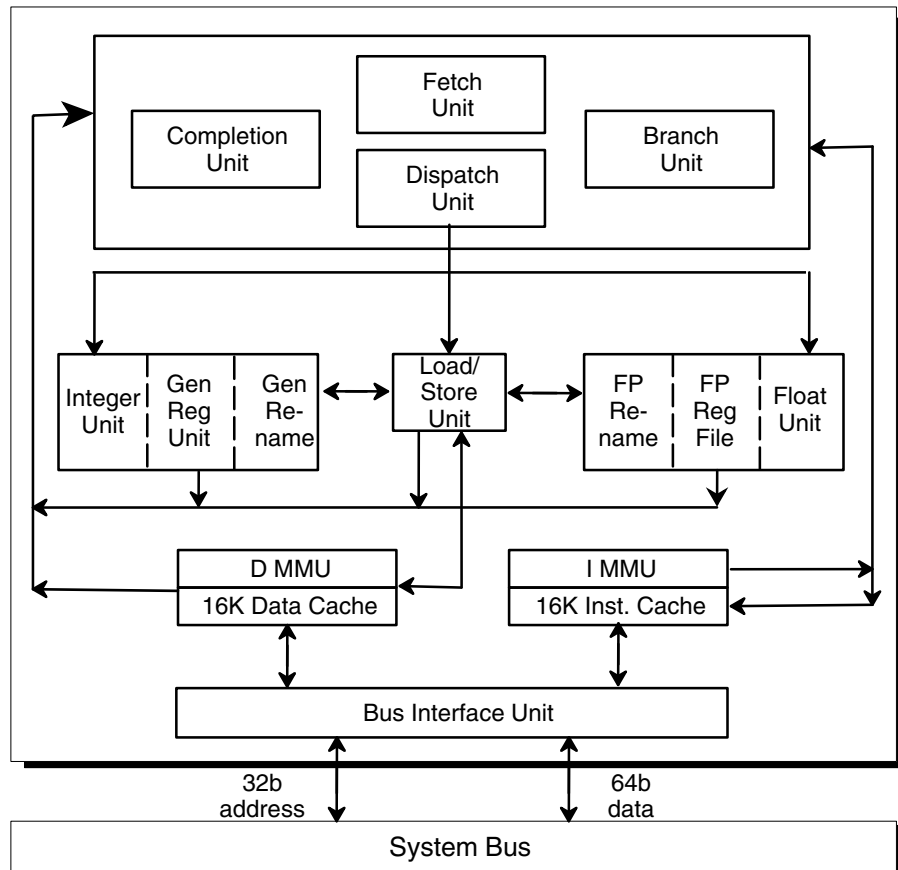 Fetch
Unit
Completion
Unit
Branch
Unit
Dispatch
Unit
Integer
Unit
Gen
Reg
Unit
Gen
Re-
name
Load/
Store
Unit
FP
Re-
name
FP
Reg
File
Float
Unit
D MMU
16K Data Cache
I MMU
16K Inst. Cache
Bus Interface Unit
32b
address
64b
data
System Bus